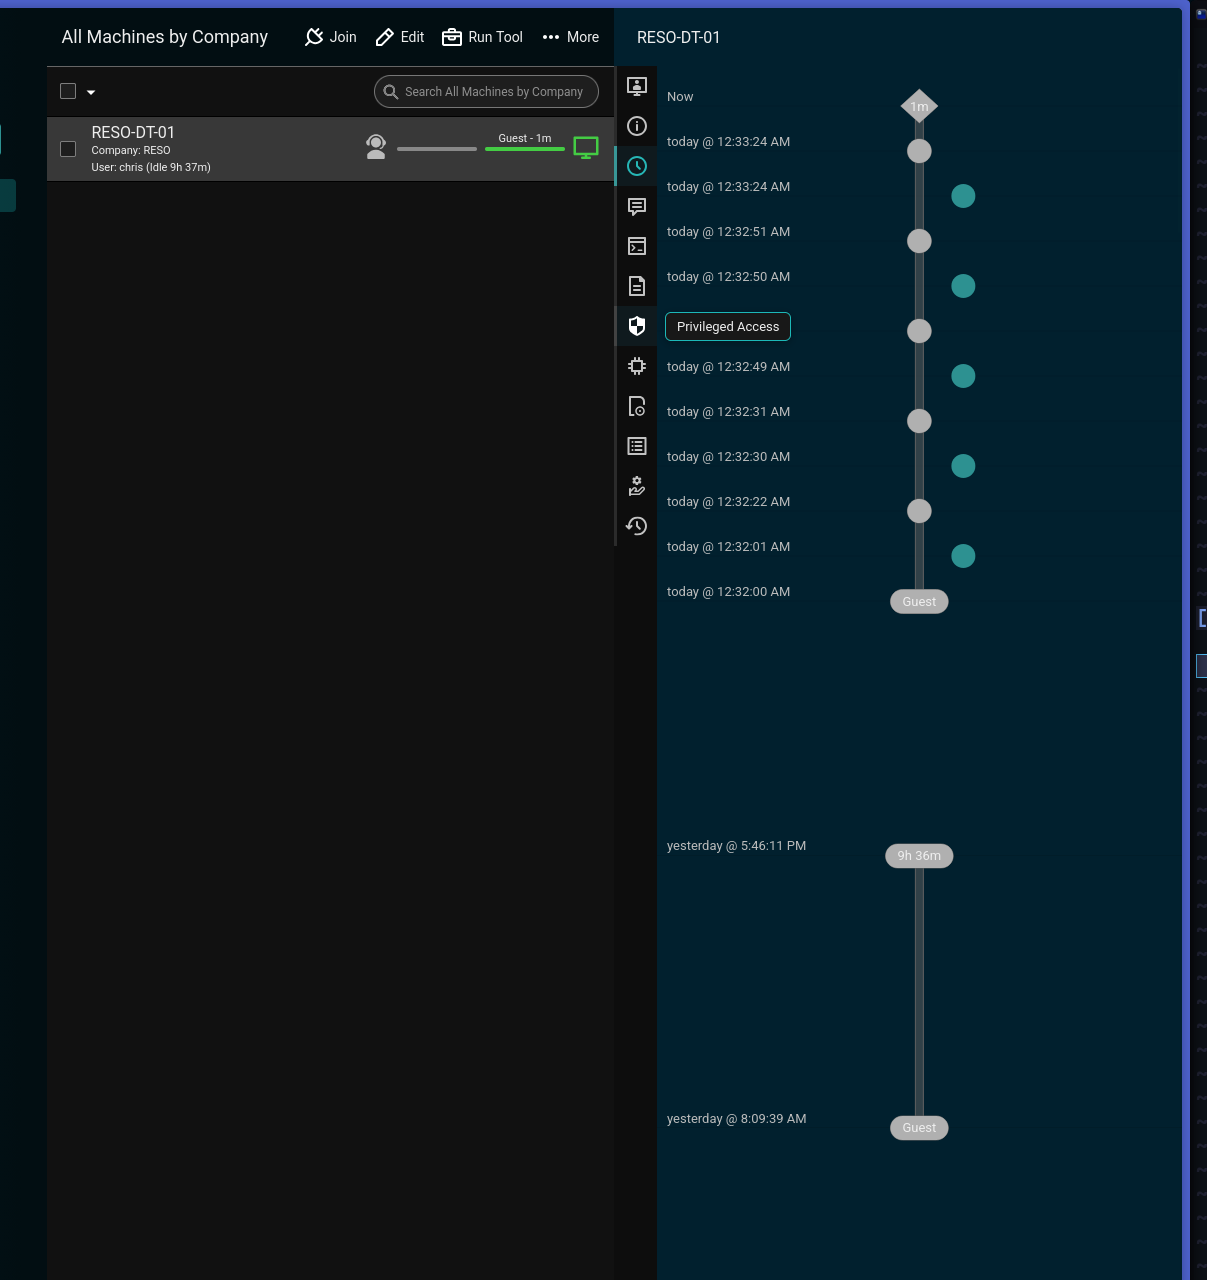 All Machines by Company
Join
Edit
Run Tool
More
Search All Machines by Company
RESO-DT-01
Company: RESO
User: chris (Idle 9h 37m)
Guest - 1m
RESO-DT-01
Now
1m
today @ 12:33:24 AM
today @ 12:33:24 AM
today @ 12:32:51 AM
today @ 12:32:50 AM
Privileged Access
today @ 12:32:49 AM
today @ 12:32:31 AM
today @ 12:32:30 AM
today @ 12:32:22 AM
today @ 12:32:01 AM
today @ 12:32:00 AM
Guest
yesterday @ 5:46:11 PM
9h 36m
yesterday @ 8:09:39 AM
Guest